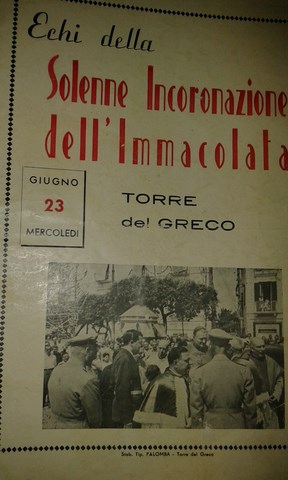 Echi della
Solenne Incoronazione
dell'Immacolata
GIUGNO
23
MERCOLEDI
TORRE
del GRECO
Stab. Tip. PALOMBA - Torre del Greco